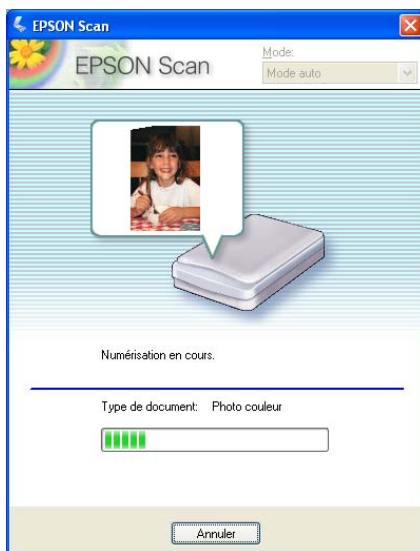 EPSON Scan
EPSON Scan
Mode:
Mode auto
Numérisation en cours.
Type de document: Photo couleur
Annuler